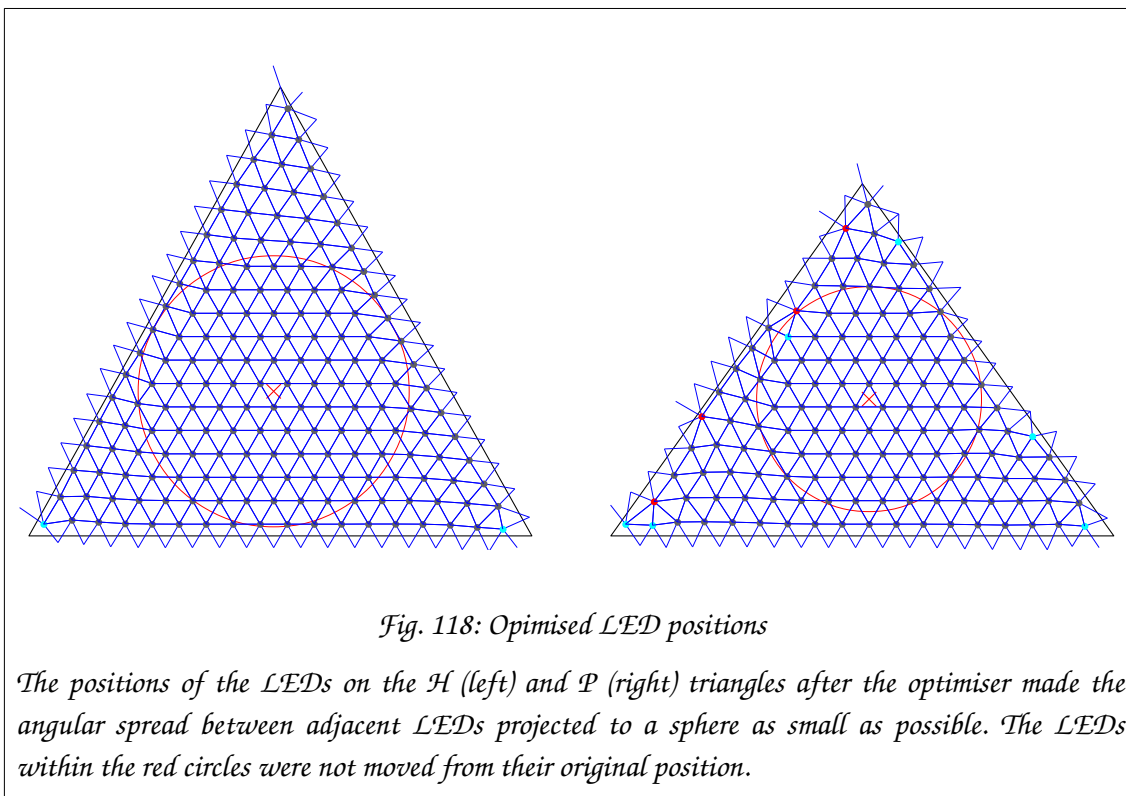 Fig. 118: Opimised LED positions
The positions of the LEDs on the H (left) and P (right) triangles after the optimiser made the
angular spread between adjacent LEDs projected to a sphere as small as possible. The LEDs
within the red circles were not moved from their original position.